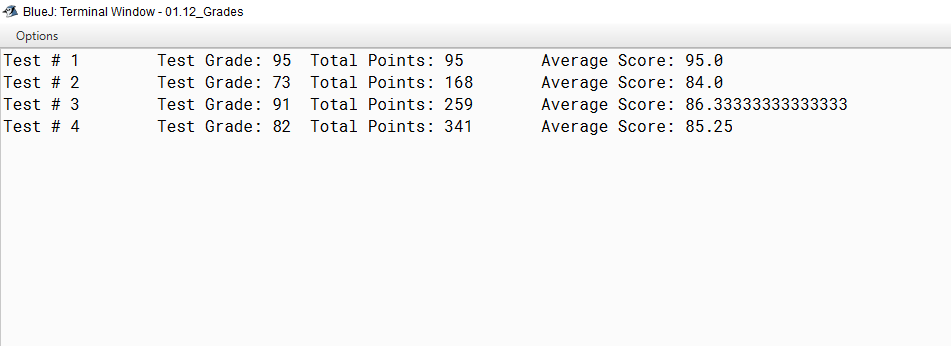 BlueJ: Terminal Window - 01.12_Grades
Options
Test # 1 Test Grade: 95 Total Points: 95 Average Score: 95.0
Test # 2 Test Grade: 73 Total Points: 168 Average Score: 84.0
Test # 3 Test Grade: 91 Total Points: 259 Average Score: 86.33333333333333
Test # 4 Test Grade: 82 Total Points: 341 Average Score: 85.25